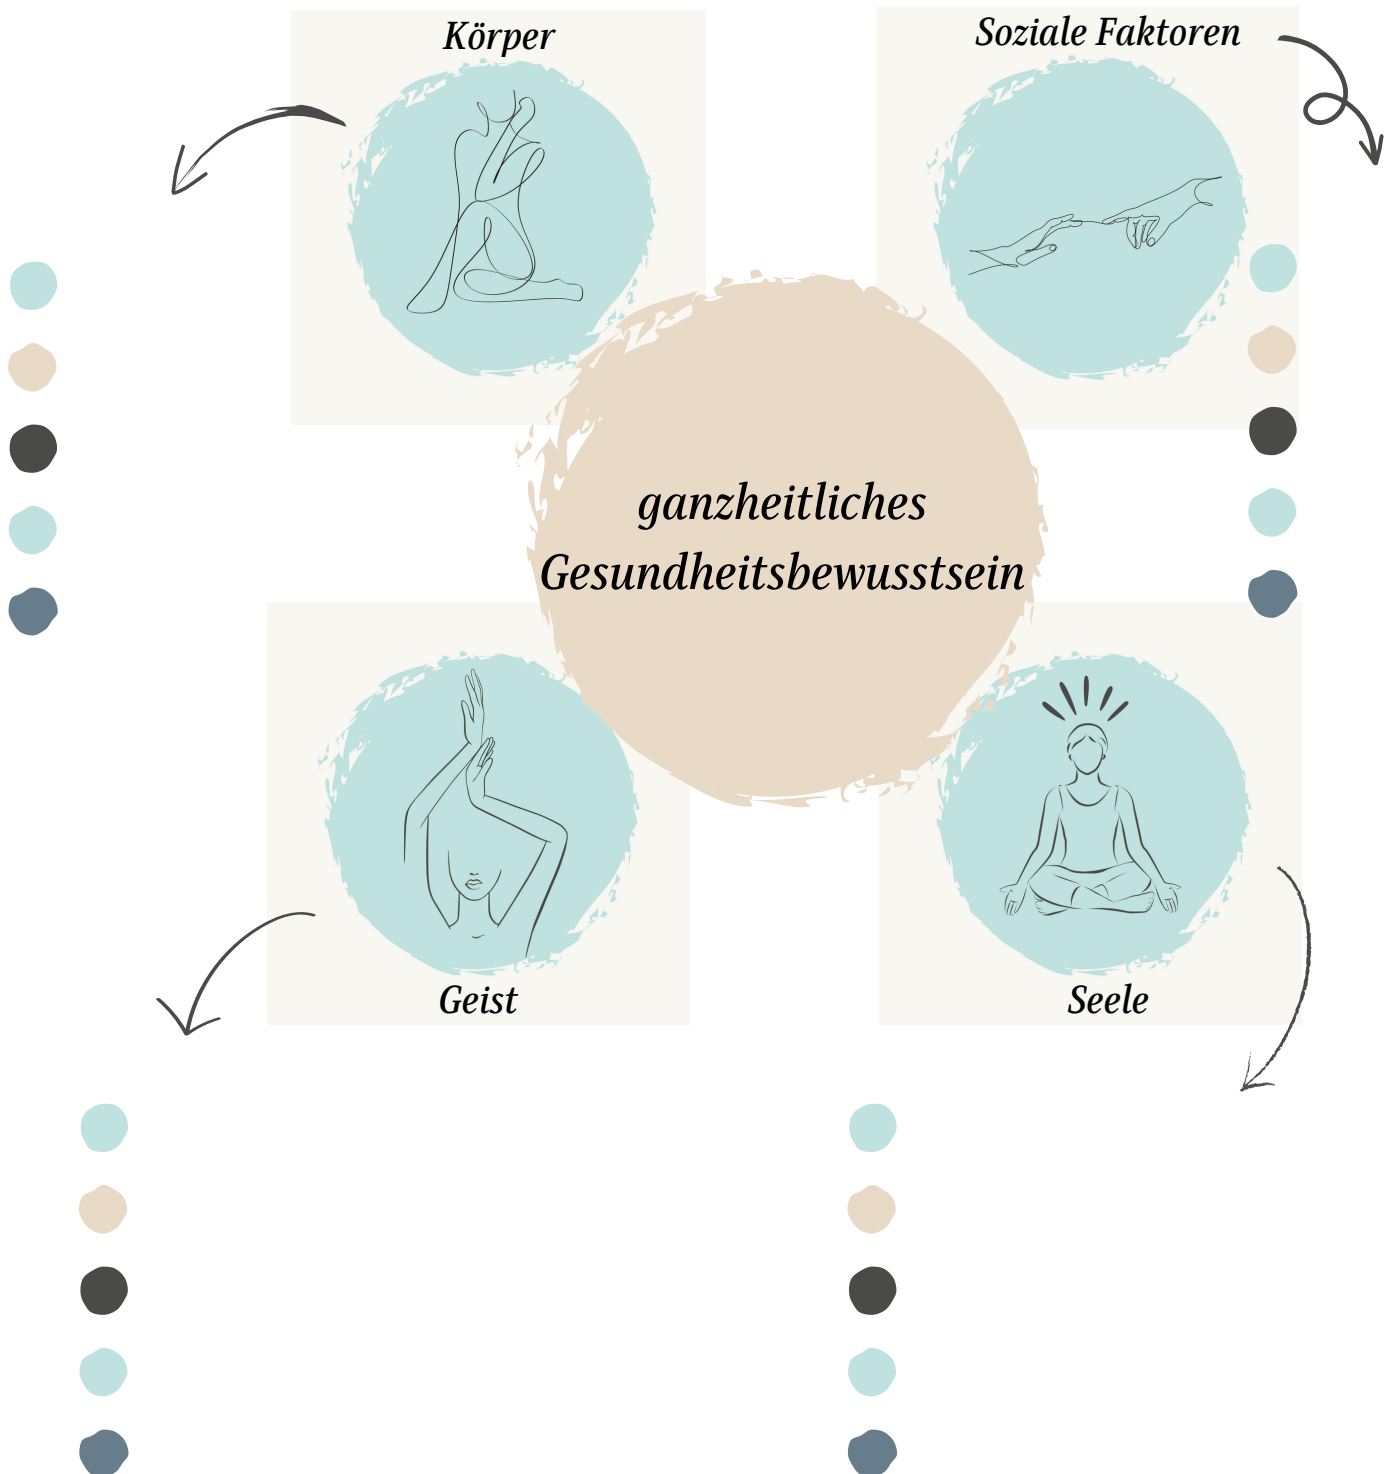 Körper
Soziale Faktoren
ganzheitliches
Gesundheitsbewusstsein
Geist
Seele